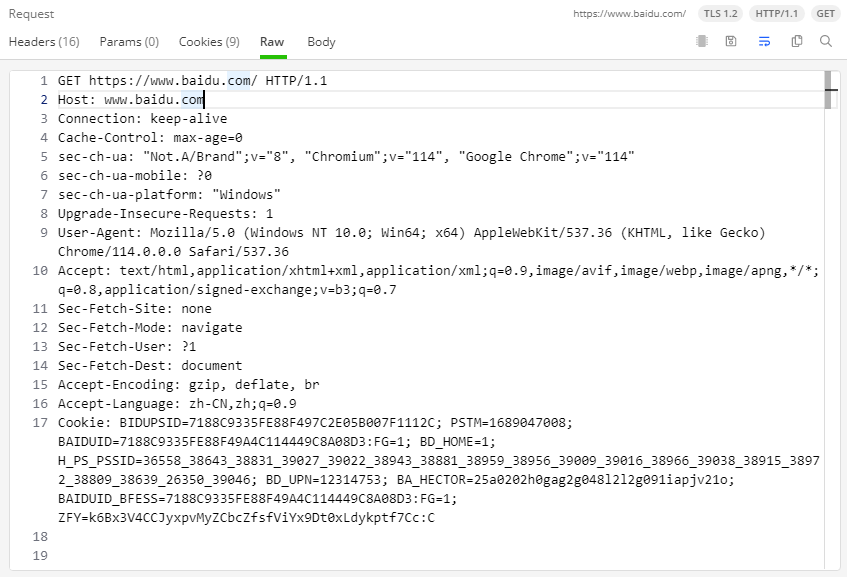 Request https://www.baidu.com/ TLS 1.2 HTTP/1.1 GET
Headers (16) Params (0) Cookies (9) Raw Body
1 GET https://www.baidu.com/ HTTP/1.1
2 Host: www.baidu.com
3 Connection: keep-alive
4 Cache-Control: max-age=0
5 sec-ch-ua: "Not.A/Brand";v="8", "Chromium";v="114", "Google Chrome";v="114"
6 sec-ch-ua-mobile: ?0
7 sec-ch-ua-platform: "Windows"
8 Upgrade-Insecure-Requests: 1
9 User-Agent: Mozilla/5.0 (Windows NT 10.0; Win64; x64) AppleWebKit/537.36 (KHTML, like Gecko)
Chrome/114.0.0.0 Safari/537.36
10 Accept: text/html,application/xhtml+xml,application/xml;q=0.9,image/avif,image/webp,image/apng,*/*;
q=0.8,application/signed-exchange;v=b3;q=0.7
11 Sec-Fetch-Site: none
12 Sec-Fetch-Mode: navigate
13 Sec-Fetch-User: ?1
14 Sec-Fetch-Dest: document
15 Accept-Encoding: gzip, deflate, br
16 Accept-Language: zh-CN,zh;q=0.9
17 Cookie: BIDUPSID=7188C9335FE88F497C2E05B007F1112C; PSTM=1689047008;
BAIDUID=7188C9335FE88F49A4C114449C8A08D3:FG=1; BD_HOME=1;
H_PS_PSSID=36558_38643_38831_39027_39022_38943_38881_38959_38956_39009_39016_38966_39038_38915_3897
2_38809_38639_26350_39046; BD_UPN=12314753; BA_HECTOR=25a0202h0gag2g048l2l2g091iapjv21o;
BAIDUID_BFESS=7188C9335FE88F49A4C114449C8A08D3:FG=1;
ZFY=k6Bx3V4CCJyxpvMyZCbcZfsfViYx9Dt0xLdykptf7Cc:C
18
19